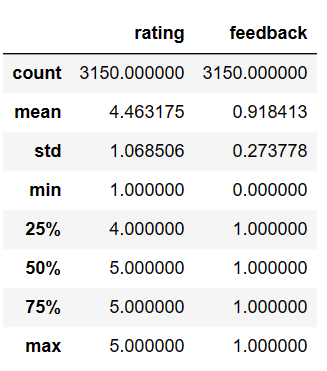 rating feedback
count 3150.000000 3150.000000
mean 4.463175 0.918413
std 1.068506 0.273778
min 1.000000 0.000000
25% 4.000000 1.000000
50% 5.000000 1.000000
75% 5.000000 1.000000
max 5.000000 1.000000